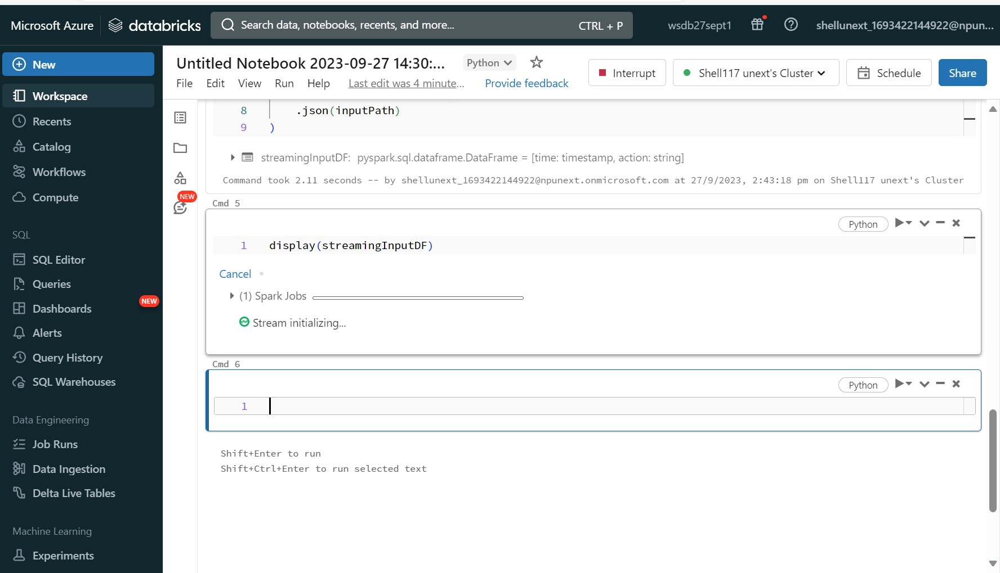 Microsoft Azure
databricks
Search data, notebooks, recents, and more...
CTRL + P
wsdb27sept1
shellunext_1693422144922@npun...
New
Workspace
Recents
Catalog
Workflows
Compute
SQL
SQL Editor
Queries
Dashboards
NEW
Alerts
Query History
SQL Warehouses
Data Engineering
Job Runs
Data Ingestion
Delta Live Tables
Machine Learning
Experiments
Untitled Notebook 2023-09-27 14:30:...
Python
File Edit View Run Help Last edit was 4 minute... Provide feedback
Interrupt
Shell117 unext's Cluster
Schedule
Share
NEW
8 .json(inputPath)
9 )
streamingInputDF: pyspark.sql.dataframe.DataFrame = [time: timestamp, action: string]
Command took 2.11 seconds -- by shellunext_1693422144922@npunext.onmicrosoft.com at 27/9/2023, 2:43:18 pm on Shell117 unext's Cluster
Cmd 5
Python
1 display(streamingInputDF)
Cancel
(1) Spark Jobs
Stream initializing...
Cmd 6
Python
1
Shift+Enter to run
Shift+Ctrl+Enter to run selected text